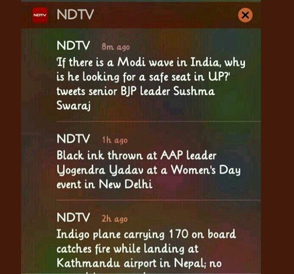 NDTV NDTV
NDTV 8m ago
'If there is a Modi wave in India, why
is he looking for a safe seat in UP?'
tweets senior BJP leader Sushma
Swaraj
NDTV 1h ago
Black ink thrown at AAP leader
Yogendra Yadav at a Women's Day
event in New Delhi
NDTV 2h ago
Indigo plane carrying 170 on board
catches fire while landing at
Kathmandu airport in Nepal; no